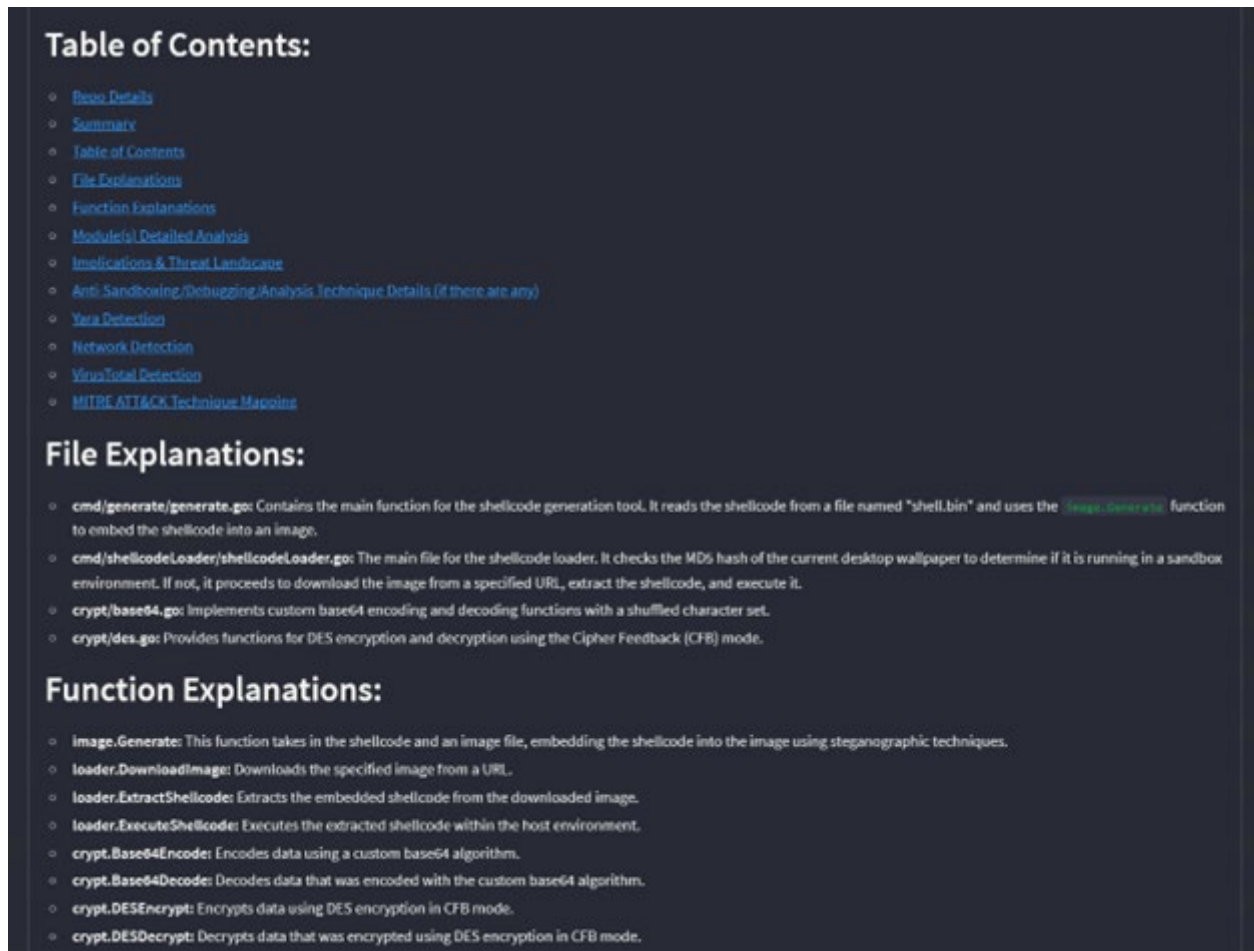 Table of Contents:
Repo Details
Summary
Table of Contents
File Explanations
Function Explanations
Module(s) Detailed Analysis
Implications & Threat Landscape
Anti-Sandboxing/Debugging/Analysis Technique Details (if there are any)
Yara Detection
Network Detection
VirusTotal Detection
MITRE ATT&CK Technique Mapping
File Explanations:
cmd/generate/generate.go: Contains the main function for the shellcode generation tool. It reads the shellcode from a file named "shell.bin" and uses the image.Generate function
to embed the shellcode into an image.
cmd/shellcodeLoader/shellcodeLoader.go: The main file for the shellcode loader. It checks the MD5 hash of the current desktop wallpaper to determine if it is running in a sandbox
environment. If not, it proceeds to download the image from a specified URL, extract the shellcode, and execute it.
crypt/base64.go: Implements custom base64 encoding and decoding functions with a shuffled character set.
crypt/des.go: Provides functions for DES encryption and decryption using the Cipher Feedback (CFB) mode.
Function Explanations:
image.Generate: This function takes in the shellcode and an image file, embedding the shellcode into the image using steganographic techniques.
loader.DownloadImage: Downloads the specified image from a URL.
loader.ExtractShellcode: Extracts the embedded shellcode from the downloaded image.
loader.ExecuteShellcode: Executes the extracted shellcode within the host environment.
crypt.Base64Encode: Encodes data using a custom base64 algorithm.
crypt.Base64Decode: Decodes data that was encoded with the custom base64 algorithm.
crypt.DESEncrypt: Encrypts data using DES encryption in CFB mode.
crypt.DESDecrypt: Decrypts data that was encrypted using DES encryption in CFB mode.